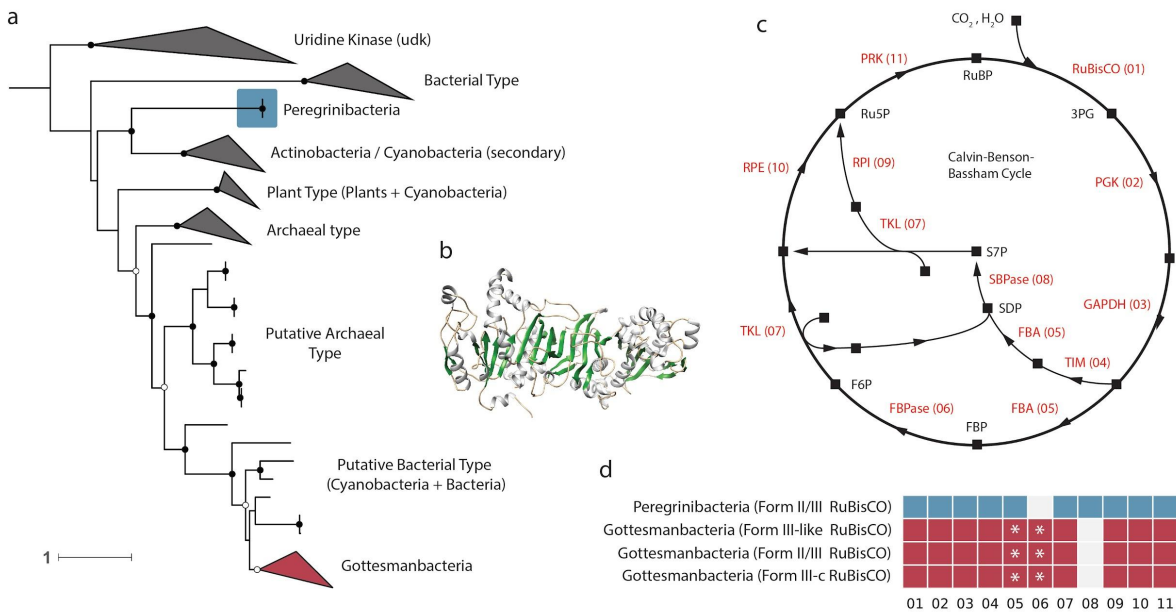 a
Uridine Kinase (udk)
Bacterial Type
Peregrinibacteria
Actinobacteria / Cyanobacteria (secondary)
Plant Type (Plants + Cyanobacteria)
Archaeal type
Putative Archaeal
Type
Putative Bacterial Type
(Cyanobacteria + Bacteria)
Gottesmanbacteria
1
b
c
CO2 , H2O
PRK (11)
RuBP
RuBisCO (01)
Ru5P
3PG
RPE (10)
RPI (09)
Calvin-Benson-
Bassham Cycle
PGK (02)
TKL (07)
S7P
SBPase (08)
GAPDH (03)
SDP
TKL (07)
FBA (05)
TIM (04)
F6P
FBPase (06)
FBP
FBA (05)
d
Peregrinibacteria (Form II/III RuBisCO)
Gottesmanbacteria (Form III-like RuBisCO)
* *
Gottesmanbacteria (Form II/III RuBisCO)
* *
Gottesmanbacteria (Form III-c RuBisCO)
* *
01 02 03 04 05 06 07 08 09 10 11